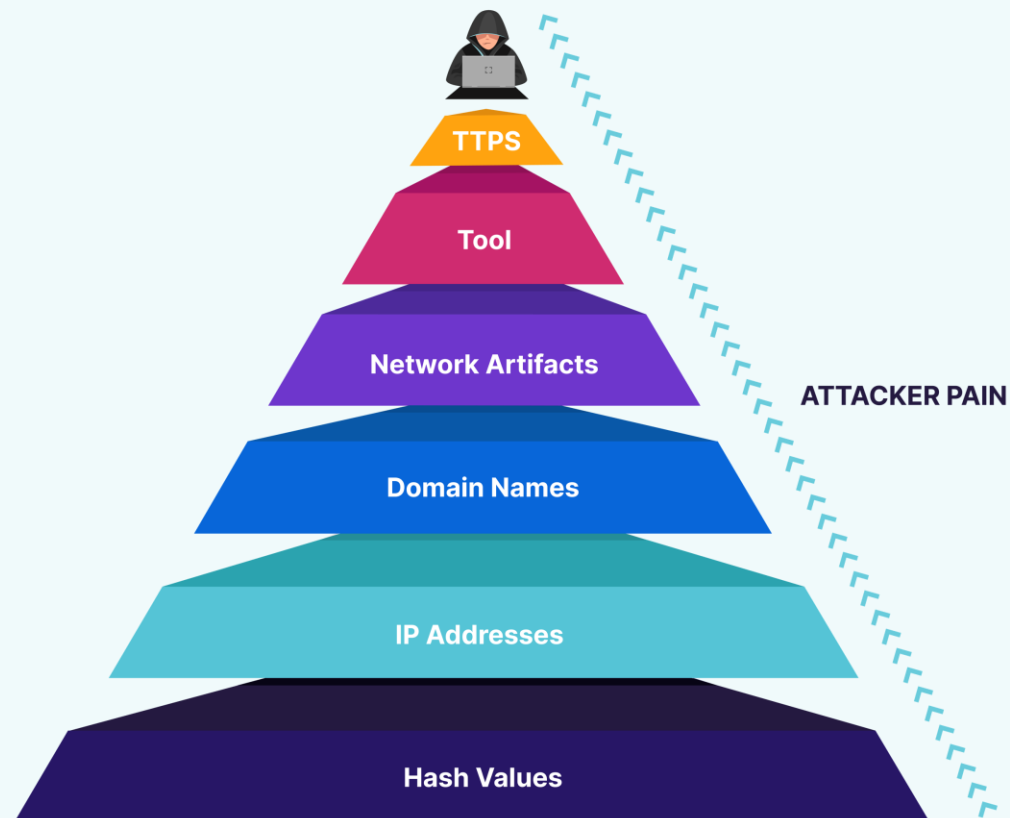 TTPS
Tool
Network Artifacts
ATTACKER PAIN
Domain Names
IP Addresses
Hash Values